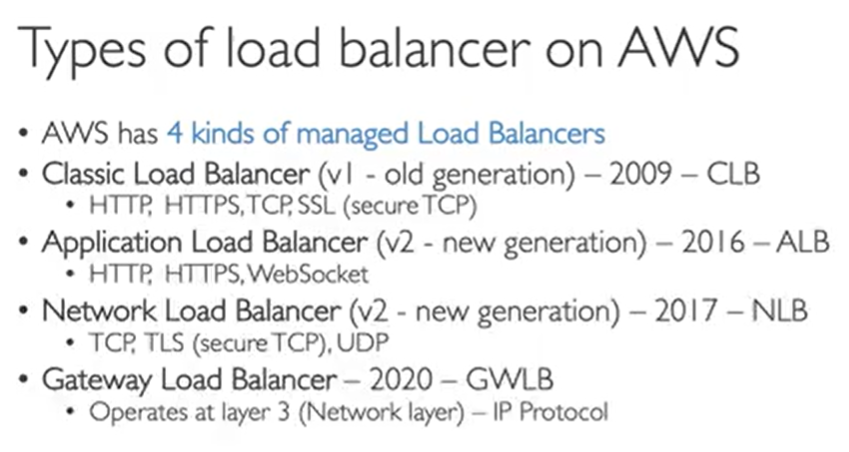 Types of load balancer on AWS
• AWS has 4 kinds of managed Load Balancers
• Classic Load Balancer (v1 - old generation) – 2009 – CLB
• HTTP, HTTPS, TCP, SSL (secure TCP)
• Application Load Balancer (v2 - new generation) – 2016 – ALB
• HTTP, HTTPS, WebSocket
• Network Load Balancer (v2 - new generation) – 2017 – NLB
• TCP, TLS (secure TCP), UDP
• Gateway Load Balancer – 2020 – GWLB
• Operates at layer 3 (Network layer) – IP Protocol